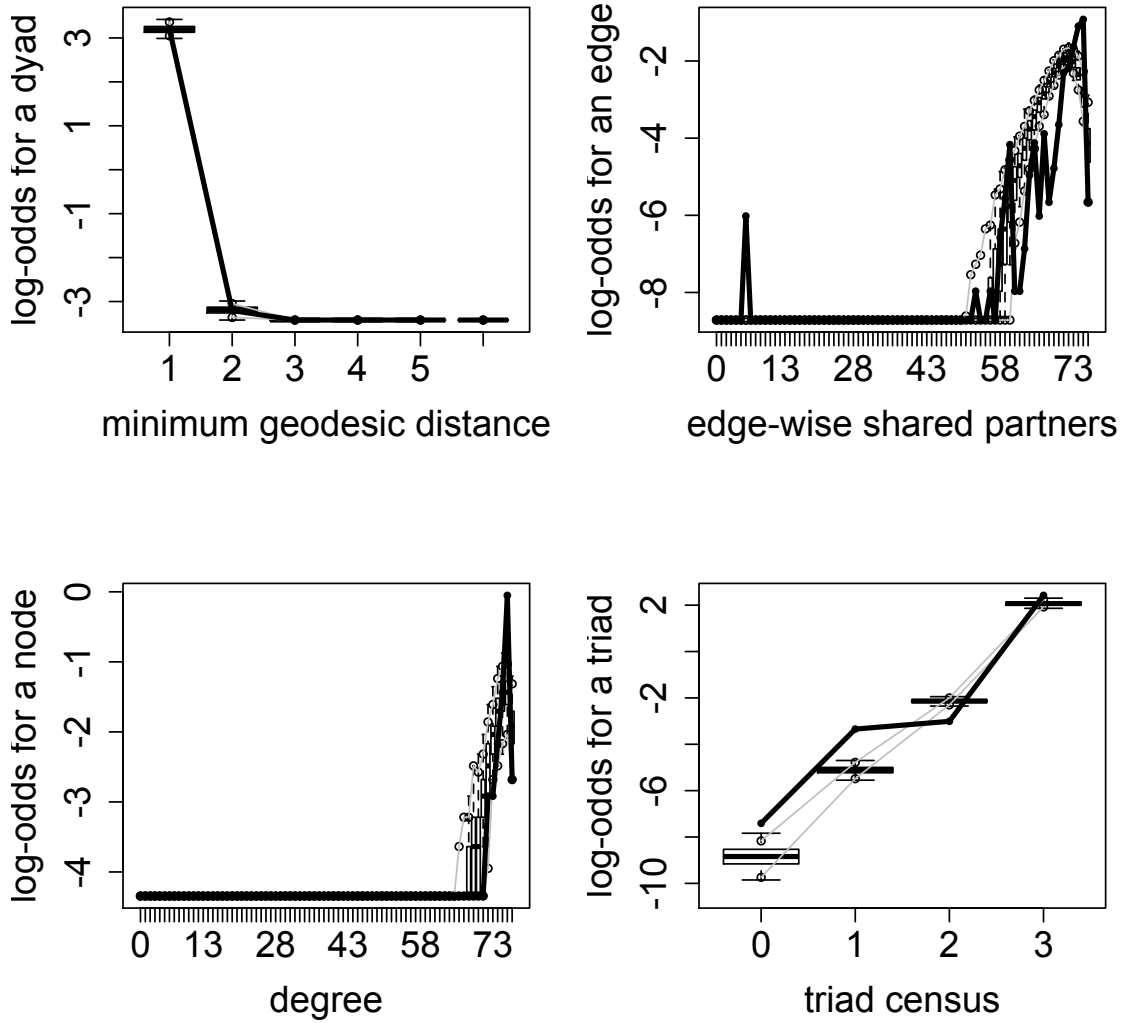 log-odds for a dyad
3
1
-1
-3
1 2 3 4 5
minimum geodesic distance
log-odds for an edge
-2
-4
-6
-8
0 13 28 43 58 73
edge-wise shared partners
log-odds for a node
0
-1
-2
-3
-4
0 13 28 43 58 73
degree
log-odds for a triad
2
-2
-6
-10
0 1 2 3
triad census